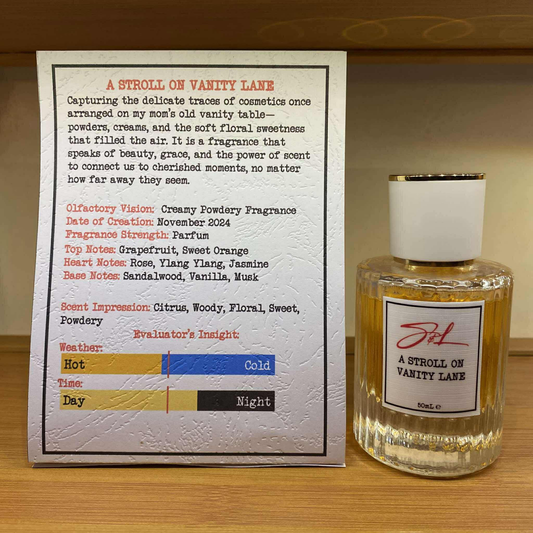 A STROLL ON VANITY LANE
Capturing the delicate traces of cosmetics once
arranged on my mom's old vanity table—
powders, creams, and the soft floral sweetness
that filled the air. It is a fragrance that
speaks of beauty, grace, and the power of scent
to connect us to cherished moments, no matter
how far away they seem.
Olfactory Vision: Creamy Powdery Fragrance
Date of Creation: November 2024
Fragrance Strength: Parfum
Top Notes: Grapefruit, Sweet Orange
Heart Notes: Rose, Ylang Ylang, Jasmine
Base Notes: Sandalwood, Vanilla, Musk
Scent Impression: Citrus, Woody, Floral, Sweet,
Powdery
Evaluator's Insight:
Weather:
Hot Cold
Time:
Day Night
A STROLL ON
VANITY LANE
50mL ℮